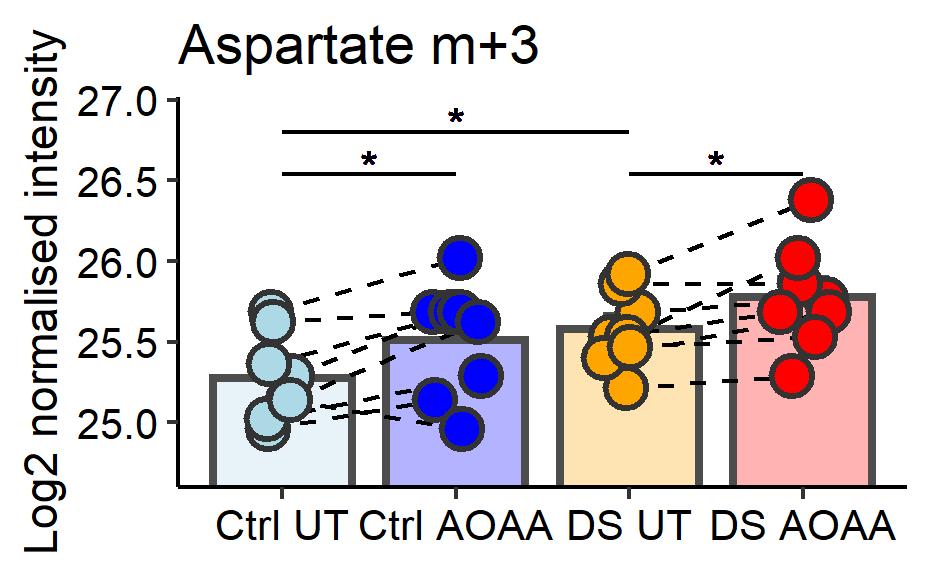 Aspartate m+3
Log2 normalised intensity
27.0
26.5
26.0
25.5
25.0
*
*
*
Ctrl UT Ctrl AOAA DS UT DS AOAA